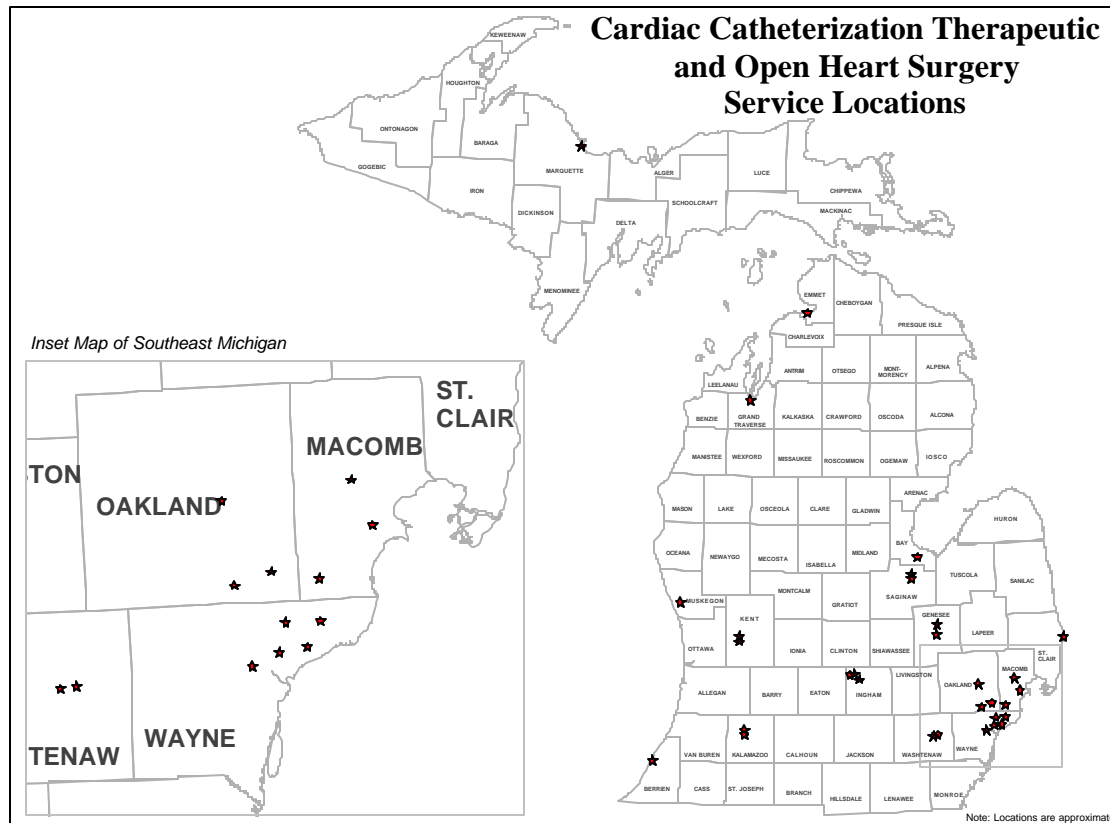 Cardiac Catheterization Therapeutic
and Open Heart Surgery
Service Locations
KEWEENAW
HOUGHTON
ONTONAGON
BARAGA
GOGEBIC
MARQUETTE
ALGER
LUCE
IRON
CHIPPEWA
SCHOOLCRAFT
MACKINAC
DICKINSON
DELTA
MENOMINEE
EMMET
CHEBOYGAN
PRESQUE ISLE
CHARLEVOIX
ANTRIM
OTSEGO
MONT-
MORENCY
ALPENA
LEELANAU
BENZIE
GRAND
TRAVERSE
KALKASKA
CRAWFORD
OSCODA
ALCONA
MANISTEE
WEXFORD
MISSAUKEE
ROSCOMMON
OGEMAW
IOSCO
ARENAC
MASON
LAKE
OSCEOLA
CLARE
GLADWIN
HURON
BAY
OCEANA
NEWAYGO
MECOSTA
ISABELLA
MIDLAND
TUSCOLA
SANILAC
MUSKEGON
MONTCALM
GRATIOT
SAGINAW
KENT
GENESEE
LAPEER
OTTAWA
IONIA
CLINTON
SHIAWASSEE
ST.
CLAIR
LIVINGSTON
OAKLAND
MACOMB
ALLEGAN
BARRY
EATON
INGHAM
VAN BUREN
KALAMAZOO
CALHOUN
JACKSON
WASHTENAW
WAYNE
BERRIEN
CASS
ST. JOSEPH
BRANCH
HILLSDALE
LENAWEE
MONROE
Inset Map of Southeast Michigan
ST.
CLAIR
MACOMB
TON
OAKLAND
WAYNE
TENAW
Note: Locations are approximat